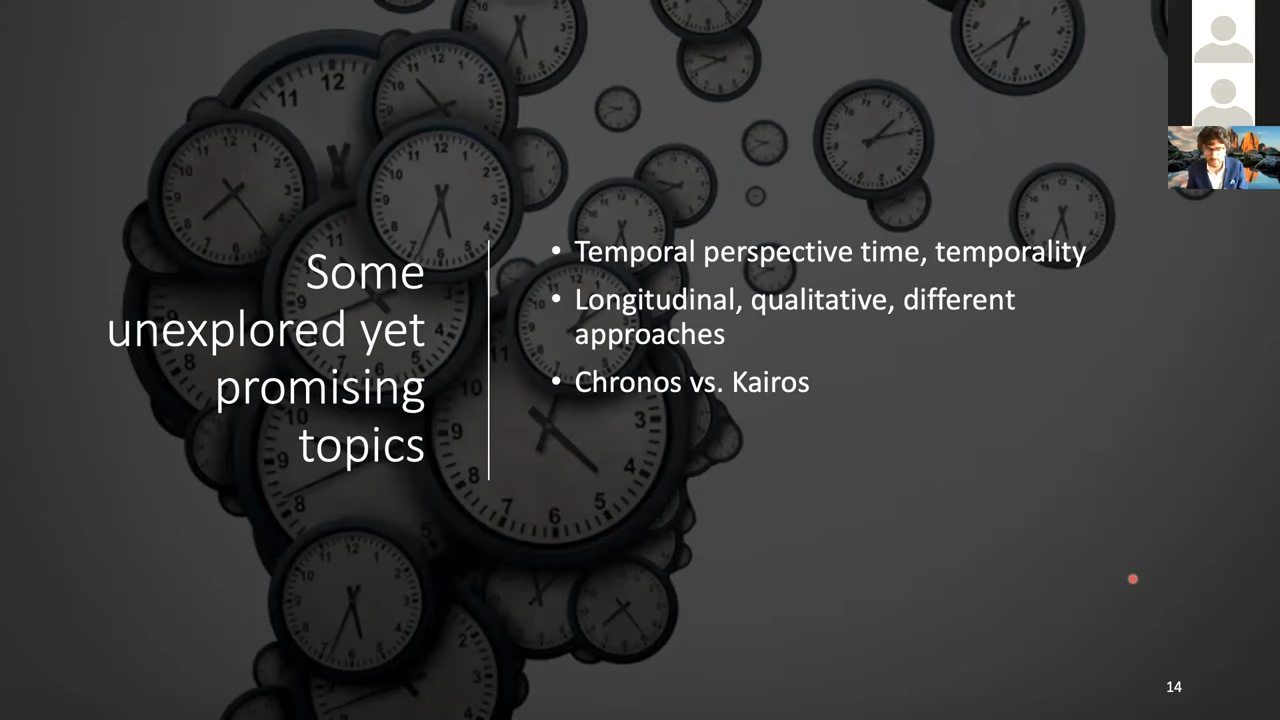 Some
unexplored yet
promising
topics
• Temporal perspective time, temporality
• Longitudinal, qualitative, different
approaches
• Chronos vs. Kairos
14